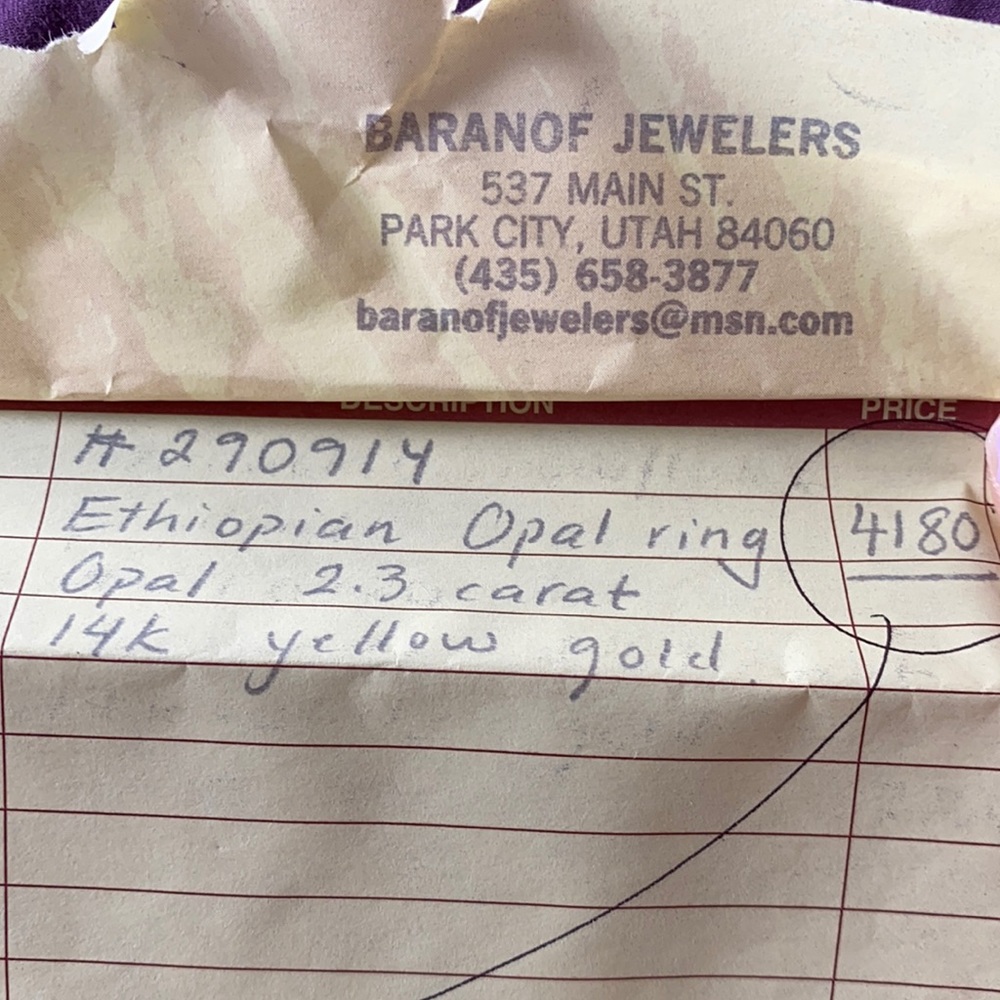 BARANOF JEWELERS
537 MAIN ST.
PARK CITY, UTAH 84060
(435) 658-3877
baranofjewelers@msn.com
DESCRIPTION PRICE
# 290914
Ethiopian Opal ring 4180
Opal 2.3 carat
14k yellow gold